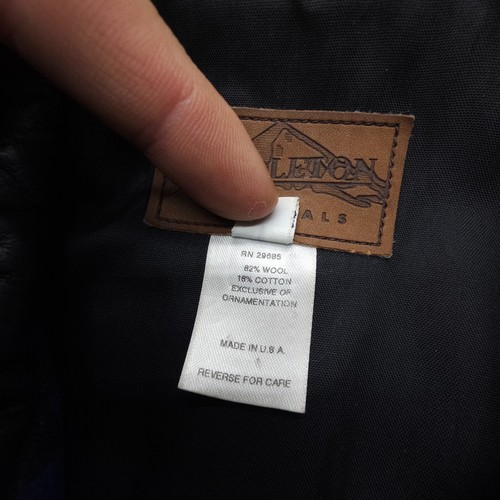 LETON
ALS
RN 29685
82% WOOL
18% COTTON
EXCLUSIVE OF
ORNAMENTATION
MADE IN U.S.A.
REVERSE FOR CARE